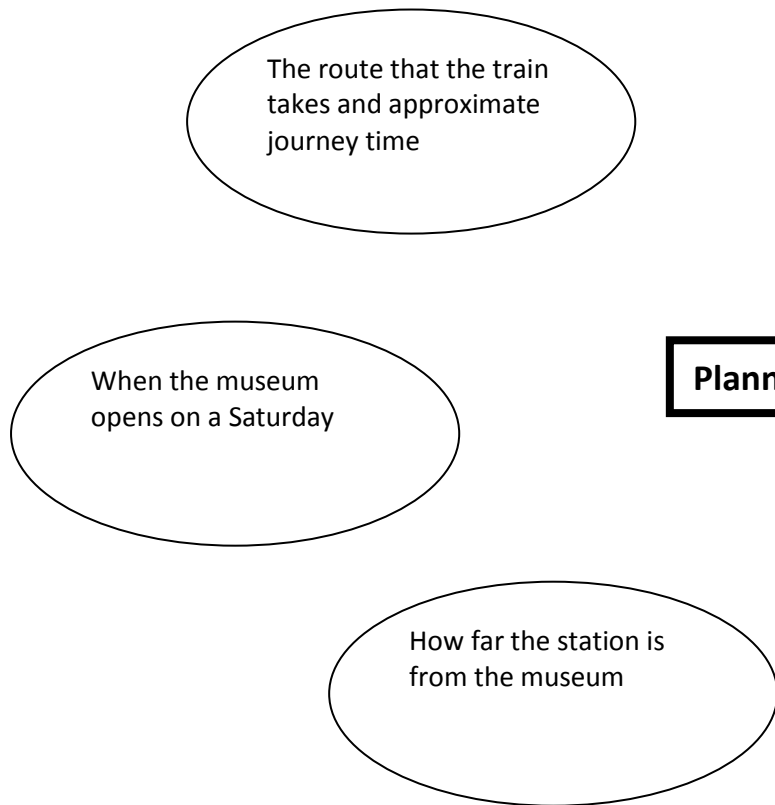 The route that the train
takes and approximate
journey time
When the museum
opens on a Saturday
Plann
How far the station is
from the museum